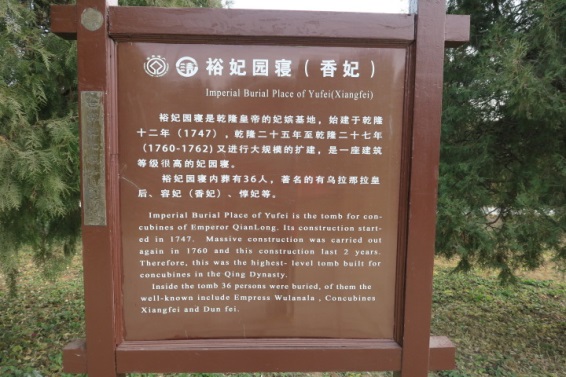 裕妃园寝（香妃）
Imperial Burial Place of Yufei(Xiangfei)
裕妃园寝是乾隆皇帝的妃嫔基地，始建于乾隆
十二年（1747），乾隆二十五年至乾隆二十七年
(1760-1762) 又进行大规模的扩建，是一座建筑
等级很高的妃园寝。
裕妃园寝内葬有36人，著名的有乌拉那拉皇
后、容妃（香妃）、惇妃等。
Imperial Burial Place of Yufei is the tomb for con-
cubines of Emperor QianLong. Its construction start-
ed in 1747. Massive construction was carried out
again in 1760 and this construction last 2 years.
Therefore, this was the highest- level tomb built for
concubines in the Qing Dynasty.
Inside the tomb 36 persons were buried, of them the
well-known include Empress Wulanala , Concubines
Xiangfei and Dun fei.